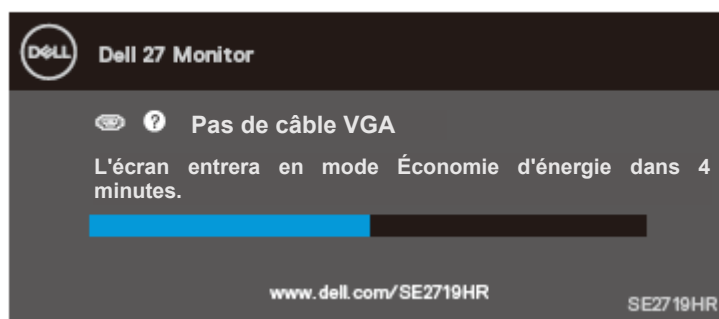 DELL
Dell 27 Monitor
? Pas de câble VGA
L'écran entrera en mode Économie d'énergie dans 4
minutes.
www.dell.com/SE2719HR
SE2719HR